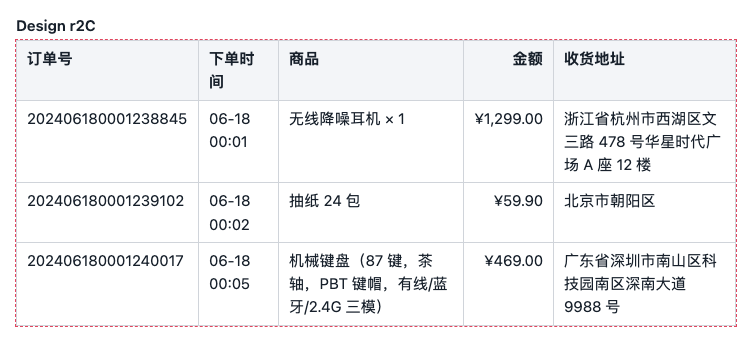 Design r2C
订单号 下单时间 商品 金额 收货地址
202406180001238845 06-18 00:01 无线降噪耳机 × 1 ¥1,299.00 浙江省杭州市西湖区文三路 478 号华星时代广场 A 座 12 楼
202406180001239102 06-18 00:02 抽纸 24 包 ¥59.90 北京市朝阳区
202406180001240017 06-18 00:05 机械键盘（87 键，茶轴，PBT 键帽，有线/蓝牙/2.4G 三模） ¥469.00 广东省深圳市南山区科技园南区深南大道 9988 号